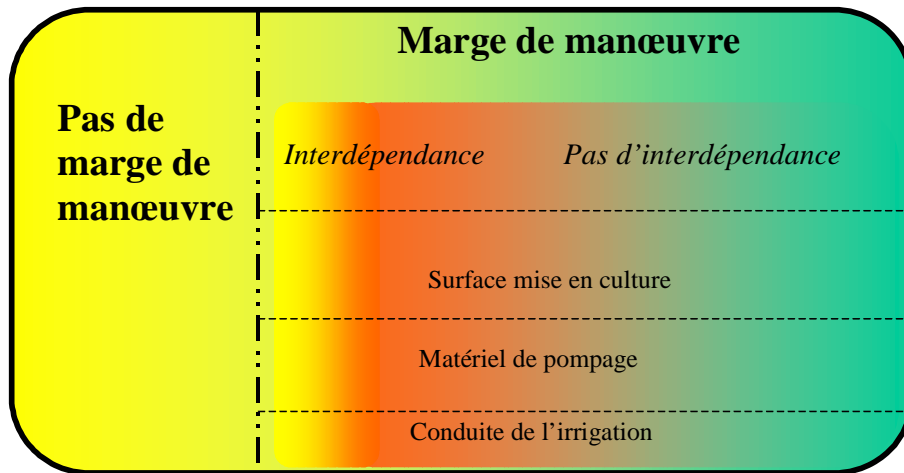 Marge de manœuvre
Pas de
marge de
manœuvre
Interdépendance
Pas d’interdépendance
Surface mise en culture
Matériel de pompage
Conduite de l’irrigation